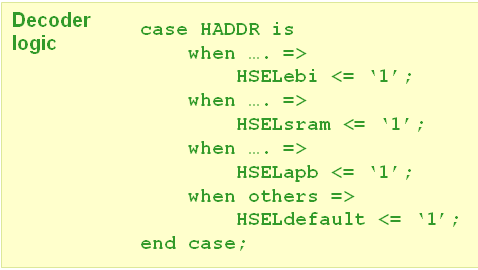 Decoder
logic
case HADDR is
when …. =>
HSELebi <= ‘1’;
when …. =>
HSELsram <= ‘1’;
when …. =>
HSELapb <= ‘1’;
when others =>
HSELdefault <= ‘1’;
end case;